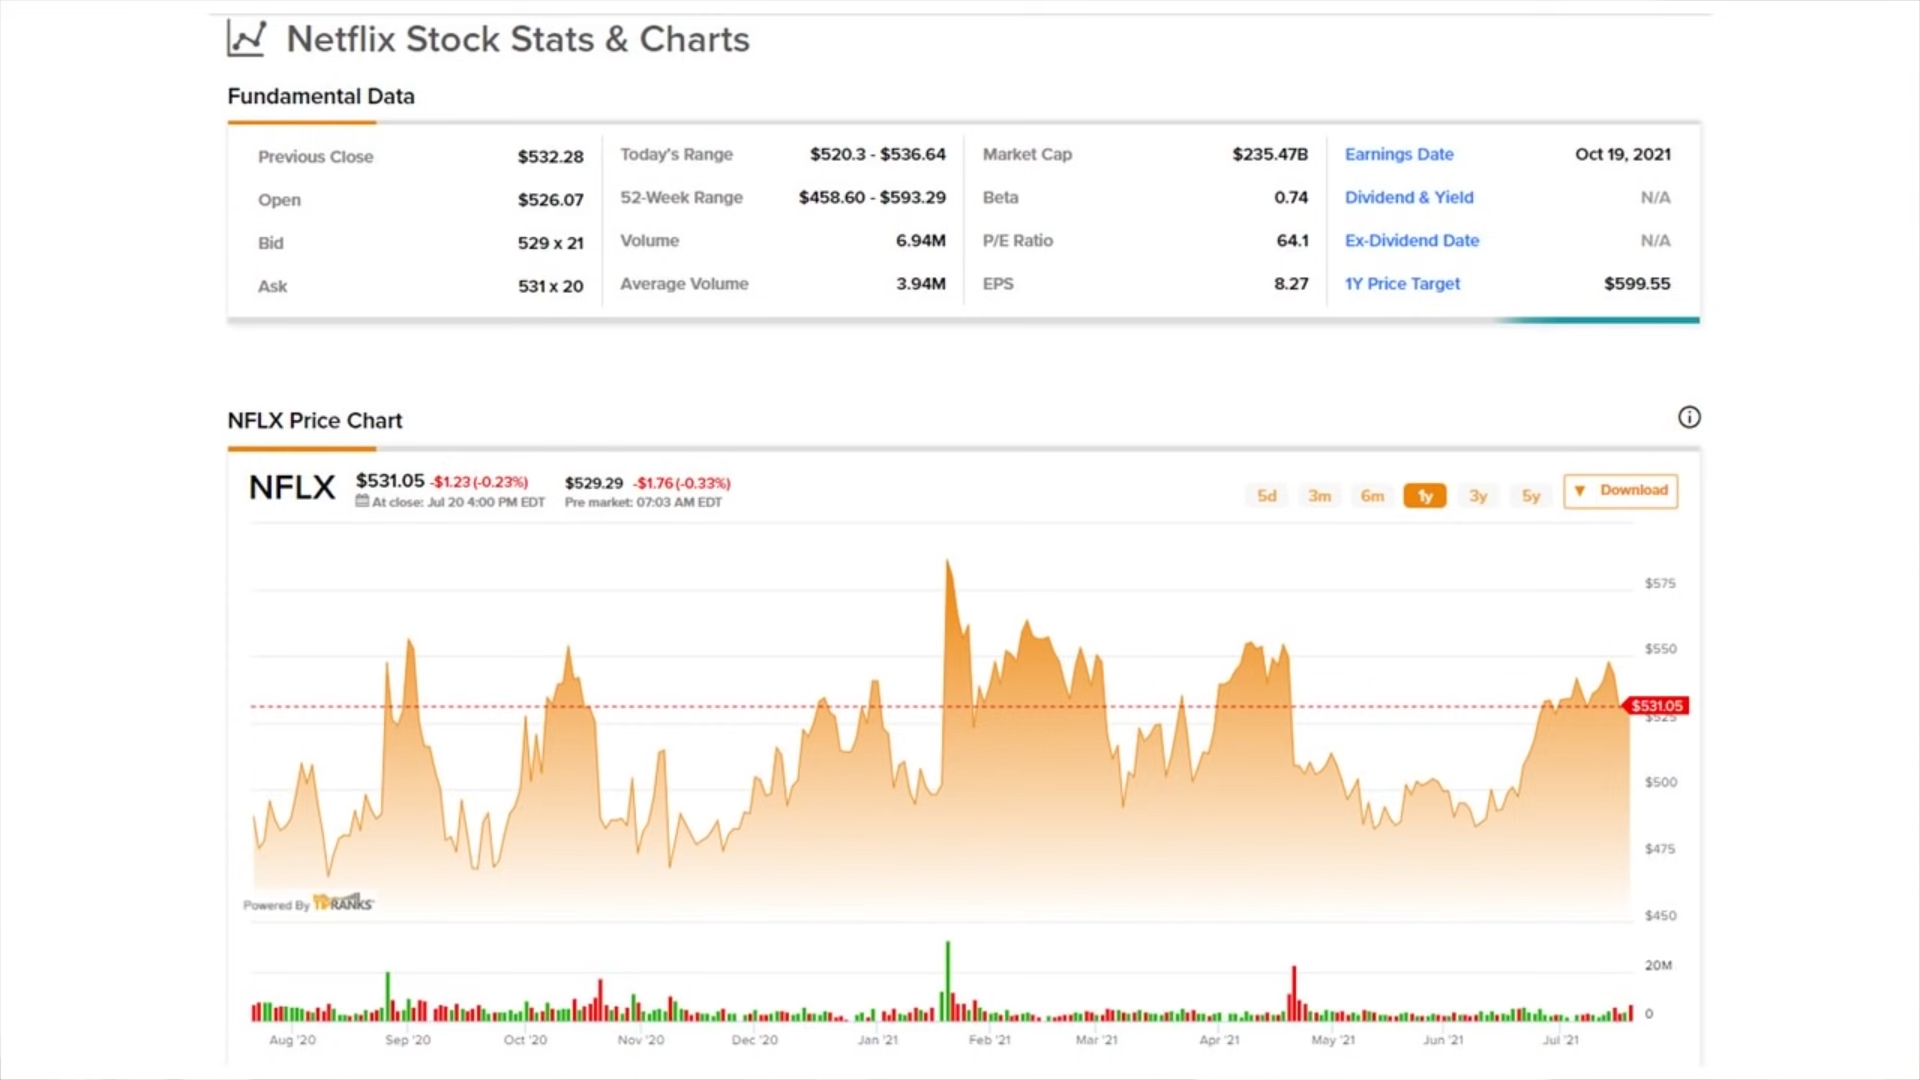 Netflix Stock Stats & Charts
Fundamental Data
Previous Close $532.28
Open $526.07
Bid 529 x 21
Ask 531 x 20
Today's Range $520.3 - $536.64
52-Week Range $458.60 - $593.29
Volume 6.94M
Average Volume 3.94M
Market Cap $235.47B
Beta 0.74
P/E Ratio 64.1
EPS 8.27
Earnings Date Oct 19, 2021
Dividend & Yield N/A
Ex-Dividend Date N/A
1Y Price Target $599.55
NFLX Price Chart
NFLX $531.05 -$1.23 (-0.23%) $529.29 -$1.76 (-0.33%)
At close: Jul 20 4:00 PM EDT Pre market: 07:03 AM EDT
5d 3m 6m 1y 3y 5y Download
$575
$550
$531.05
$525
$500
$475
$450
Powered By TIPRANKS
20M
0
Aug '20 Sep '20 Oct '20 Nov '20 Dec '20 Jan '21 Feb '21 Mar '21 Apr '21 May '21 Jun '21 Jul '21